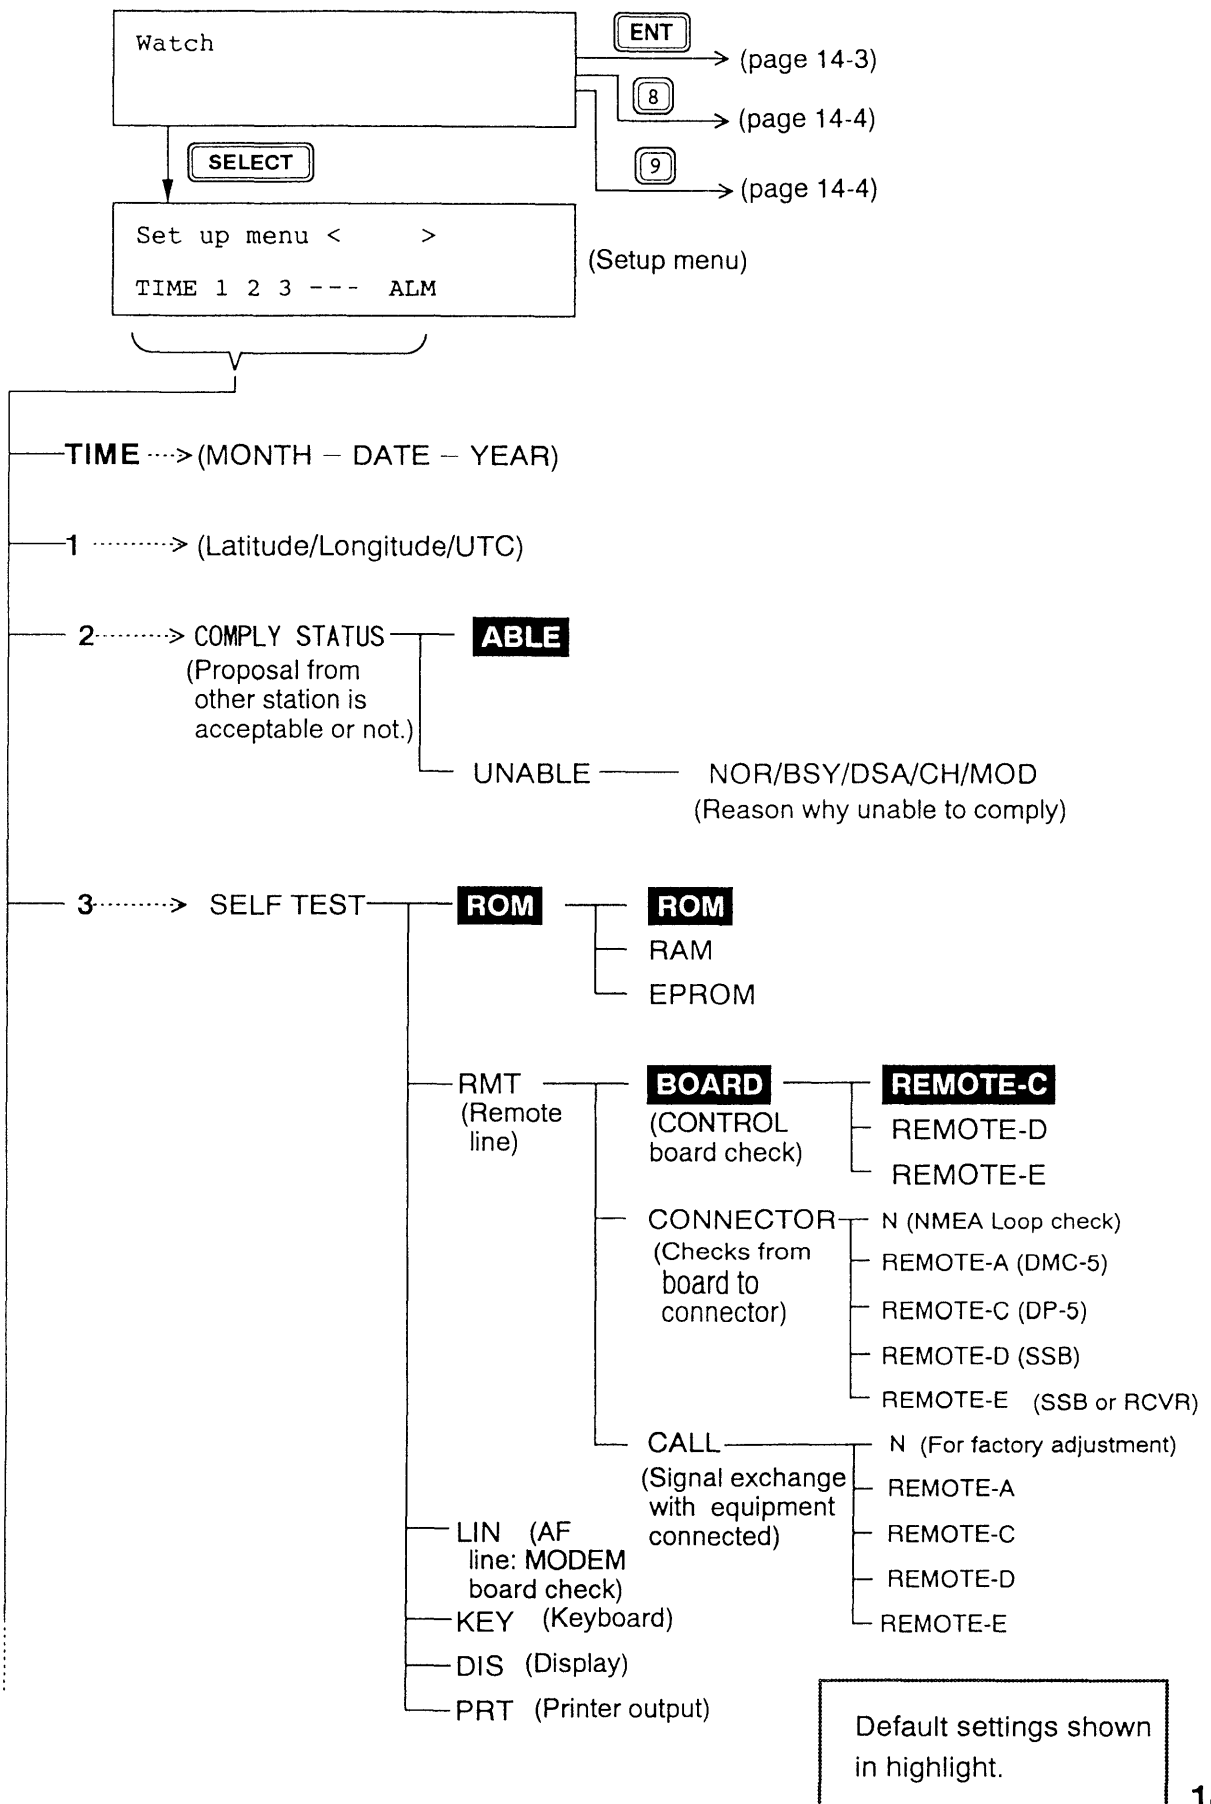 Watch
ENT
(page 14-3)
8
(page 14-4)
9
(page 14-4)
SELECT
Set up menu < >
TIME 1 2 3 --- ALM
(Setup menu)
TIME (MONTH – DATE – YEAR)
1 (Latitude/Longitude/UTC)
2 COMPLY STATUS ABLE
(Proposal from
other station is
acceptable or not.)
UNABLE NOR/BSY/DSA/CH/MOD
(Reason why unable to comply)
3 SELF TEST ROM ROM
RAM
EPROM
RMT BOARD REMOTE-C
(Remote
line)
(CONTROL
board check)
REMOTE-D
REMOTE-E
CONNECTOR N (NMEA Loop check)
(Checks from
board to
connector)
REMOTE-A (DMC-5)
REMOTE-C (DP-5)
REMOTE-D (SSB)
REMOTE-E (SSB or RCVR)
CALL N (For factory adjustment)
(Signal exchange
with equipment
connected)
REMOTE-A
REMOTE-C
REMOTE-D
REMOTE-E
LIN (AF
line: MODEM
board check)
KEY (Keyboard)
DIS (Display)
PRT (Printer output)
Default settings shown
in highlight.